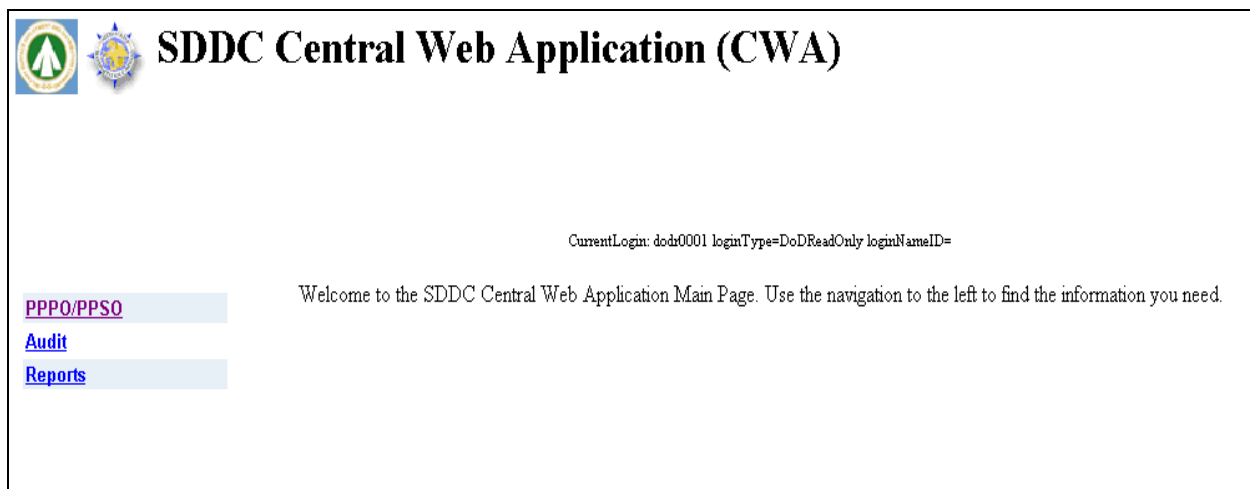 SDDC Central Web Application (CWA)
CurrentLogin: dodr0001 loginType=DoDReadOnly loginNameID=
Welcome to the SDDC Central Web Application Main Page. Use the navigation to the left to find the information you need.
PPPO/PPSO
Audit
Reports